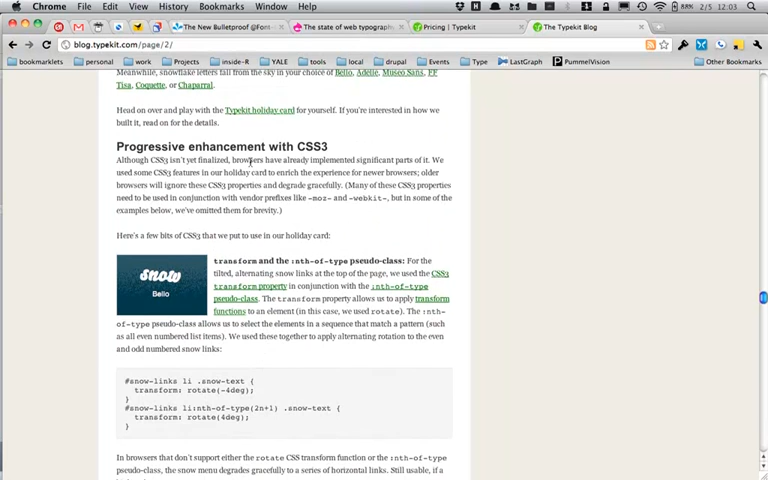 Chrome File Edit View History Bookmarks Window Help
88% 2/5 12:03
The New Bulletproof @Font-
The state of web typograph
Pricing | Typekit
The Typekit Blog
blog.typekit.com/page/2/
bookmarklets personal work Projects inside-R YALE tools local drupal Events Type LastGraph PummelVision Other Bookmarks
Meanwhile, snowflake letters fall from the sky in your choice of Bello, Adelle, Museo Sans, FF
Tisa, Coquette, or Chaparral.
Head on over and play with the Typekit holiday card for yourself. If you're interested in how we
built it, read on for the details.
Progressive enhancement with CSS3
Although CSS3 isn't yet finalized, browsers have already implemented significant parts of it. We
used some CSS3 features in our holiday card to enrich the experience for newer browsers; older
browsers will ignore these CSS3 properties and degrade gracefully. (Many of these CSS3 properties
need to be used in conjunction with vendor prefixes like -moz- and -webkit-, but in some of the
examples below, we've omitted them for brevity.)
Here's a few bits of CSS3 that we put to use in our holiday card:
snow
Bello
transform and the :nth-of-type pseudo-class: For the
tilted, alternating snow links at the top of the page, we used the CSS3
transform property in conjunction with the :nth-of-type
pseudo-class. The transform property allows us to apply transform
functions to an element (in this case, we used rotate). The :nth-
of-type pseudo-class allows us to select the elements in a sequence that match a pattern (such
as all even numbered list items). We used these together to apply alternating rotation to the even
and odd numbered snow links:
#snow-links li .snow-text {
transform: rotate(-4deg);
}
#snow-links li:nth-of-type(2n+1) .snow-text {
transform: rotate(4deg);
}
In browsers that don't support either the rotate CSS transform function or the :nth-of-type
pseudo-class, the snow menu degrades gracefully to a series of horizontal links. Still usable, if a